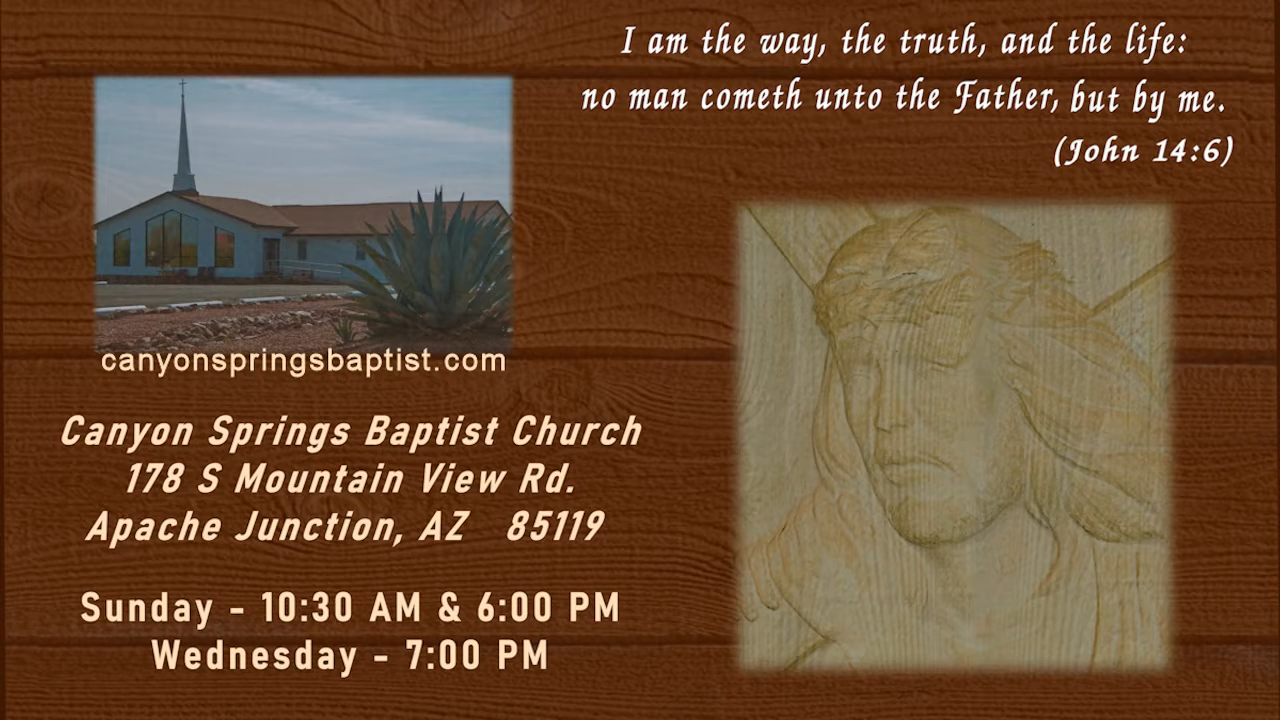 I am the way, the truth, and the life:
no man cometh unto the Father, but by me.
(John 14:6)
canyonspringsbaptist.com
Canyon Springs Baptist Church
178 S Mountain View Rd.
Apache Junction, AZ 85119
Sunday - 10:30 AM & 6:00 PM
Wednesday - 7:00 PM